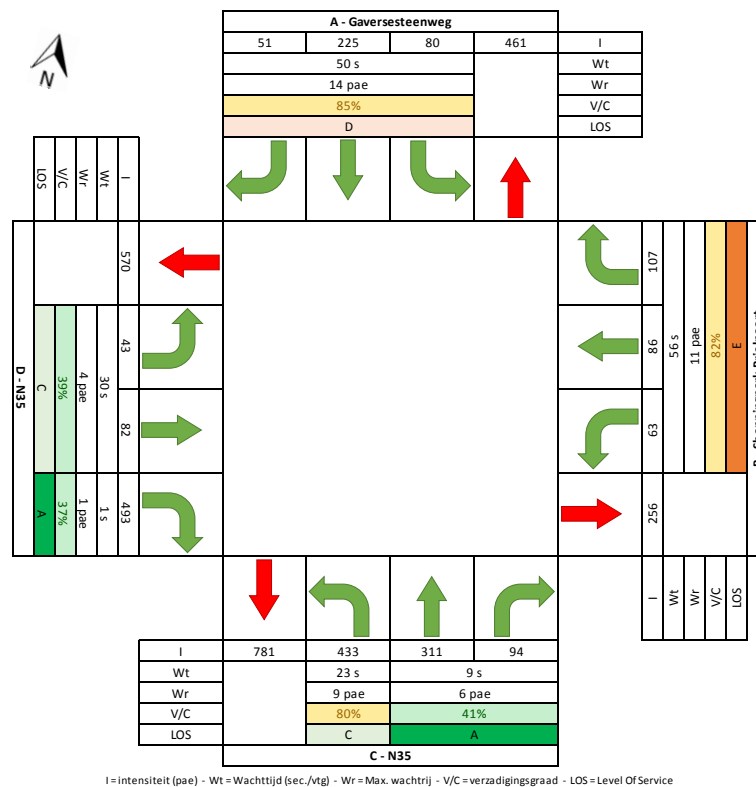 A - Gaversesteenweg
51 225 80 461 I
50 s Wt
14 pae Wr
85% V/C
D LOS
N
LOS V/C Wr Wt I
570
43
82
493
30 s
4 pae
39%
C
1 s
1 pae
37%
A
D - N35
107
86
63
256
56 s
11 pae
82%
E
I Wt Wr V/C LOS
I 781 433 311 94
Wt 23 s 9 s
Wr 9 pae 6 pae
V/C 80% 41%
LOS C A
C - N35
I = intensiteit (pae) - Wt = Wachttijd (sec./vtg) - Wr = Max. wachtrij - V/C = verzadigingsgraad - LOS = Level Of Service